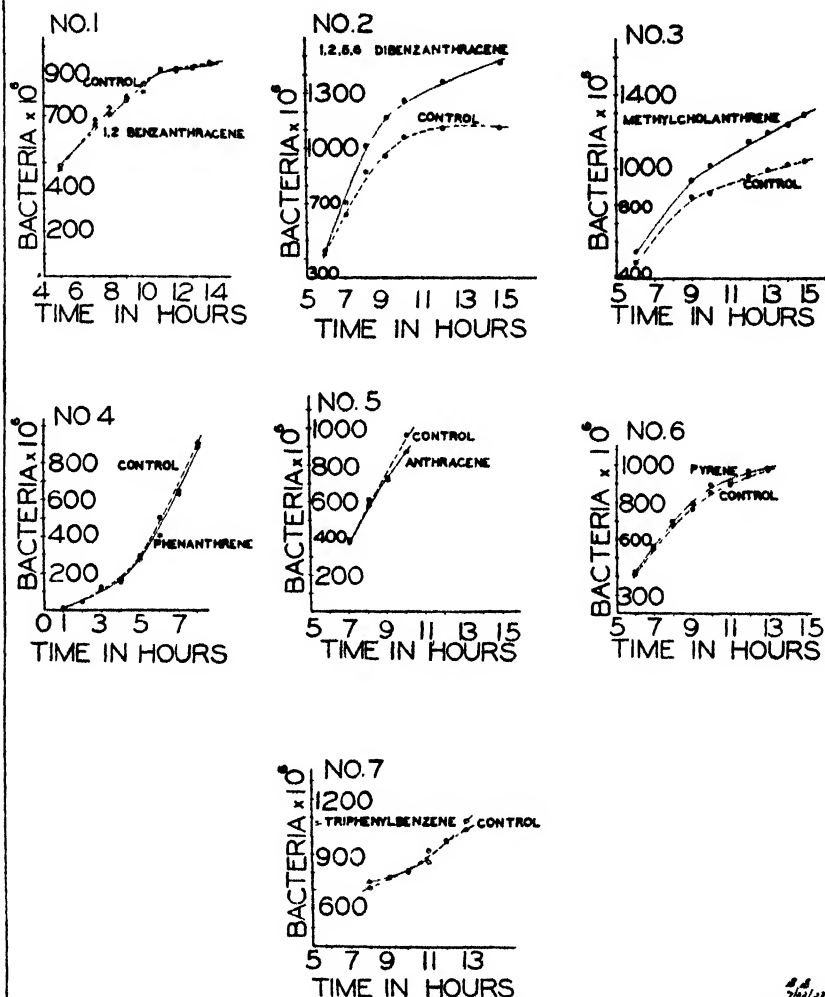 NO.1
BACTERIA x 10⁶
900
700
400
200
CONTROL
1,2 BENZANTHRACENE
4 6 8 10 12 14
TIME IN HOURS
NO.2
BACTERIA x 10⁶
1,2,5,6 DIBENZANTHRACENE
1300
1000
700
300
CONTROL
5 7 9 11 13 15
TIME IN HOURS
NO.3
BACTERIA x 10⁶
1400
METHYLCHOLANTHRENE
1000
800
400
CONTROL
5 7 9 11 13 15
TIME IN HOURS
NO 4
BACTERIA x 10⁶
800
600
400
200
CONTROL
PHENANTHRENE
0 1 3 5 7
TIME IN HOURS
NO. 5
BACTERIA x 10⁶
1000
800
600
400
200
CONTROL
ANTHRACENE
5 7 9 11 13 15
TIME IN HOURS
NO.6
BACTERIA x 10⁶
1000
800
600
300
PYRENE
CONTROL
5 7 9 11 13 15
TIME IN HOURS
NO.7
BACTERIA x 10⁶
1200
900
600
TRIPHENYLBENZENE
CONTROL
5 7 9 11 13
TIME IN HOURS